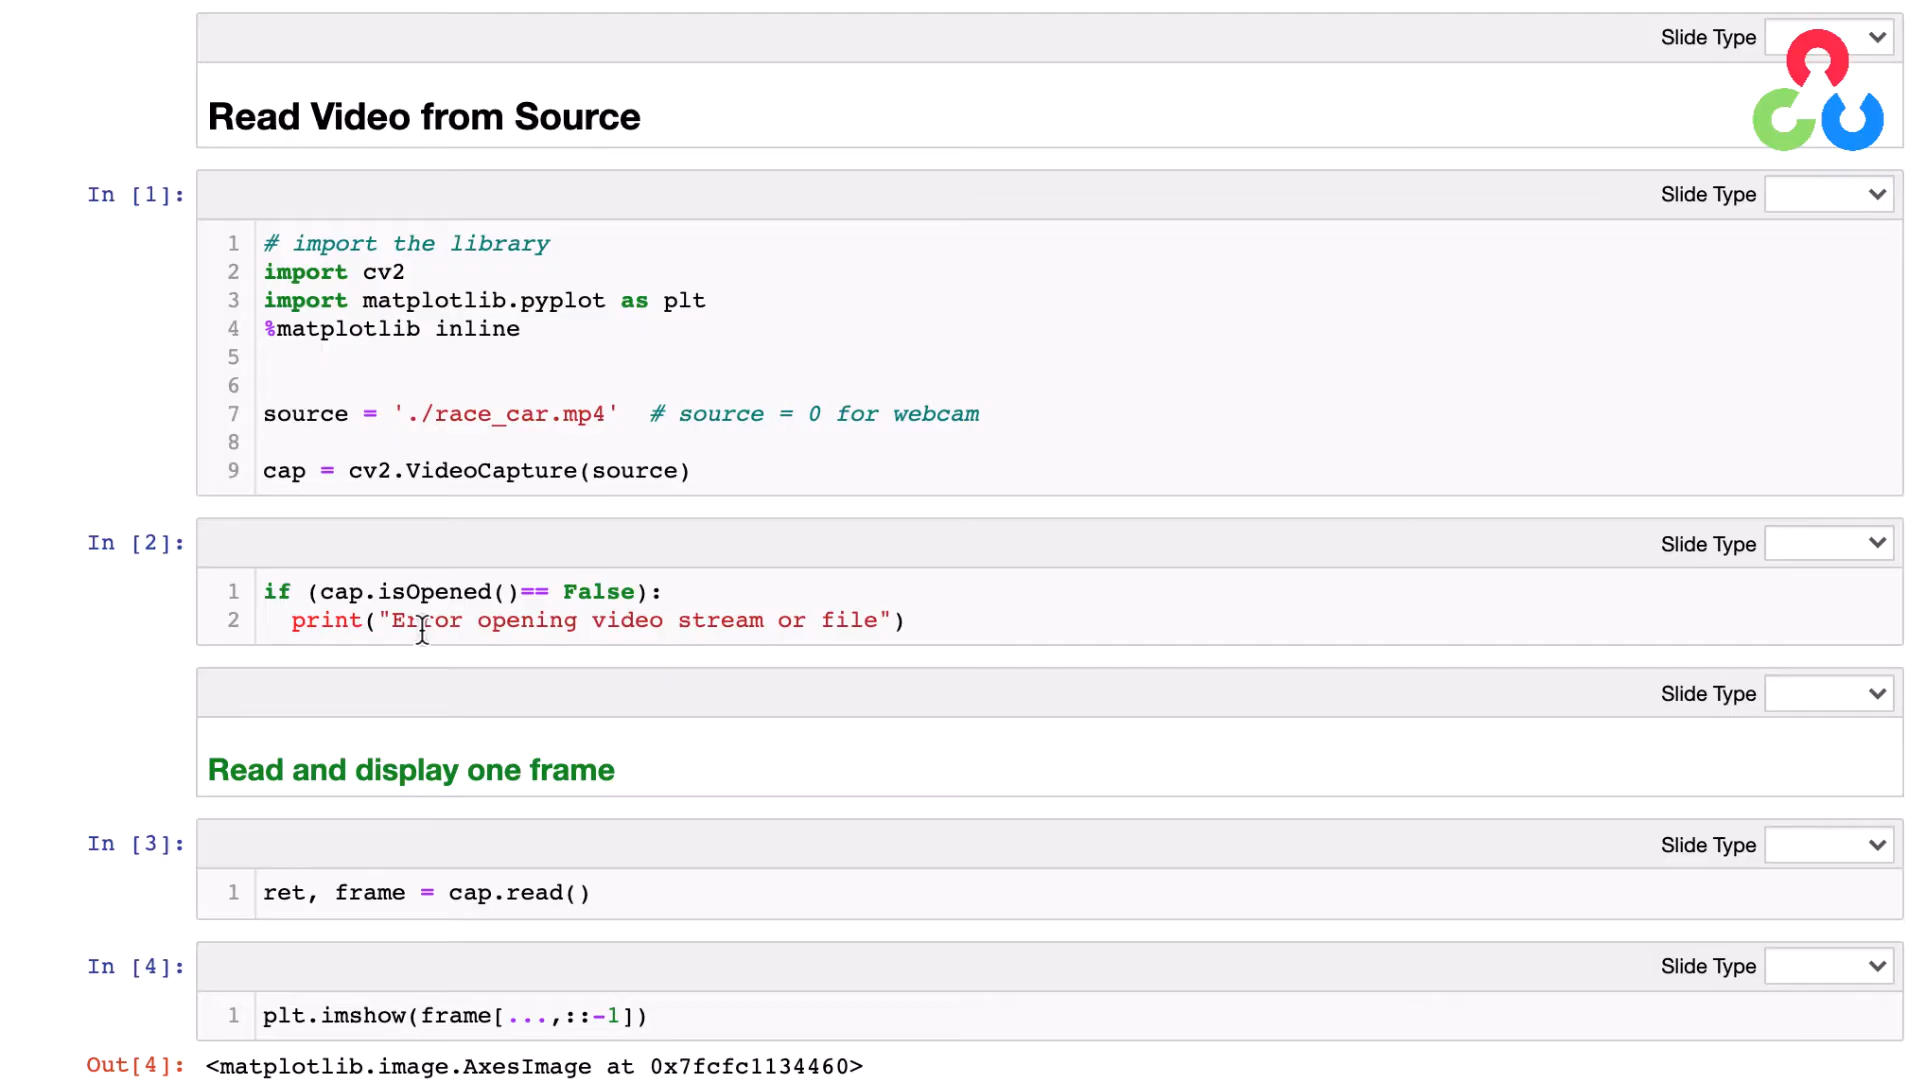 Slide Type
Read Video from Source
In [1]:
Slide Type
1 # import the library
2 import cv2
3 import matplotlib.pyplot as plt
4 %matplotlib inline
5
6
7 source = './race_car.mp4'  # source = 0 for webcam
8
9 cap = cv2.VideoCapture(source)
In [2]:
Slide Type
1 if (cap.isOpened()== False):
2   print("Error opening video stream or file")
Slide Type
Read and display one frame
In [3]:
Slide Type
1 ret, frame = cap.read()
In [4]:
Slide Type
1 plt.imshow(frame[...,::-1])
Out[4]: <matplotlib.image.AxesImage at 0x7fcfc1134460>